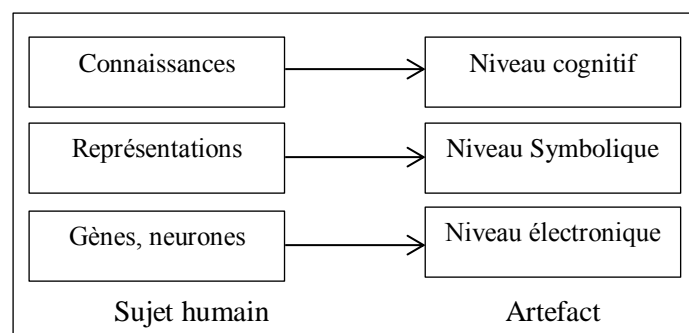 Connaissances
Niveau cognitif
Représentations
Niveau Symbolique
Gènes, neurones
Niveau électronique
Sujet humain
Artefact